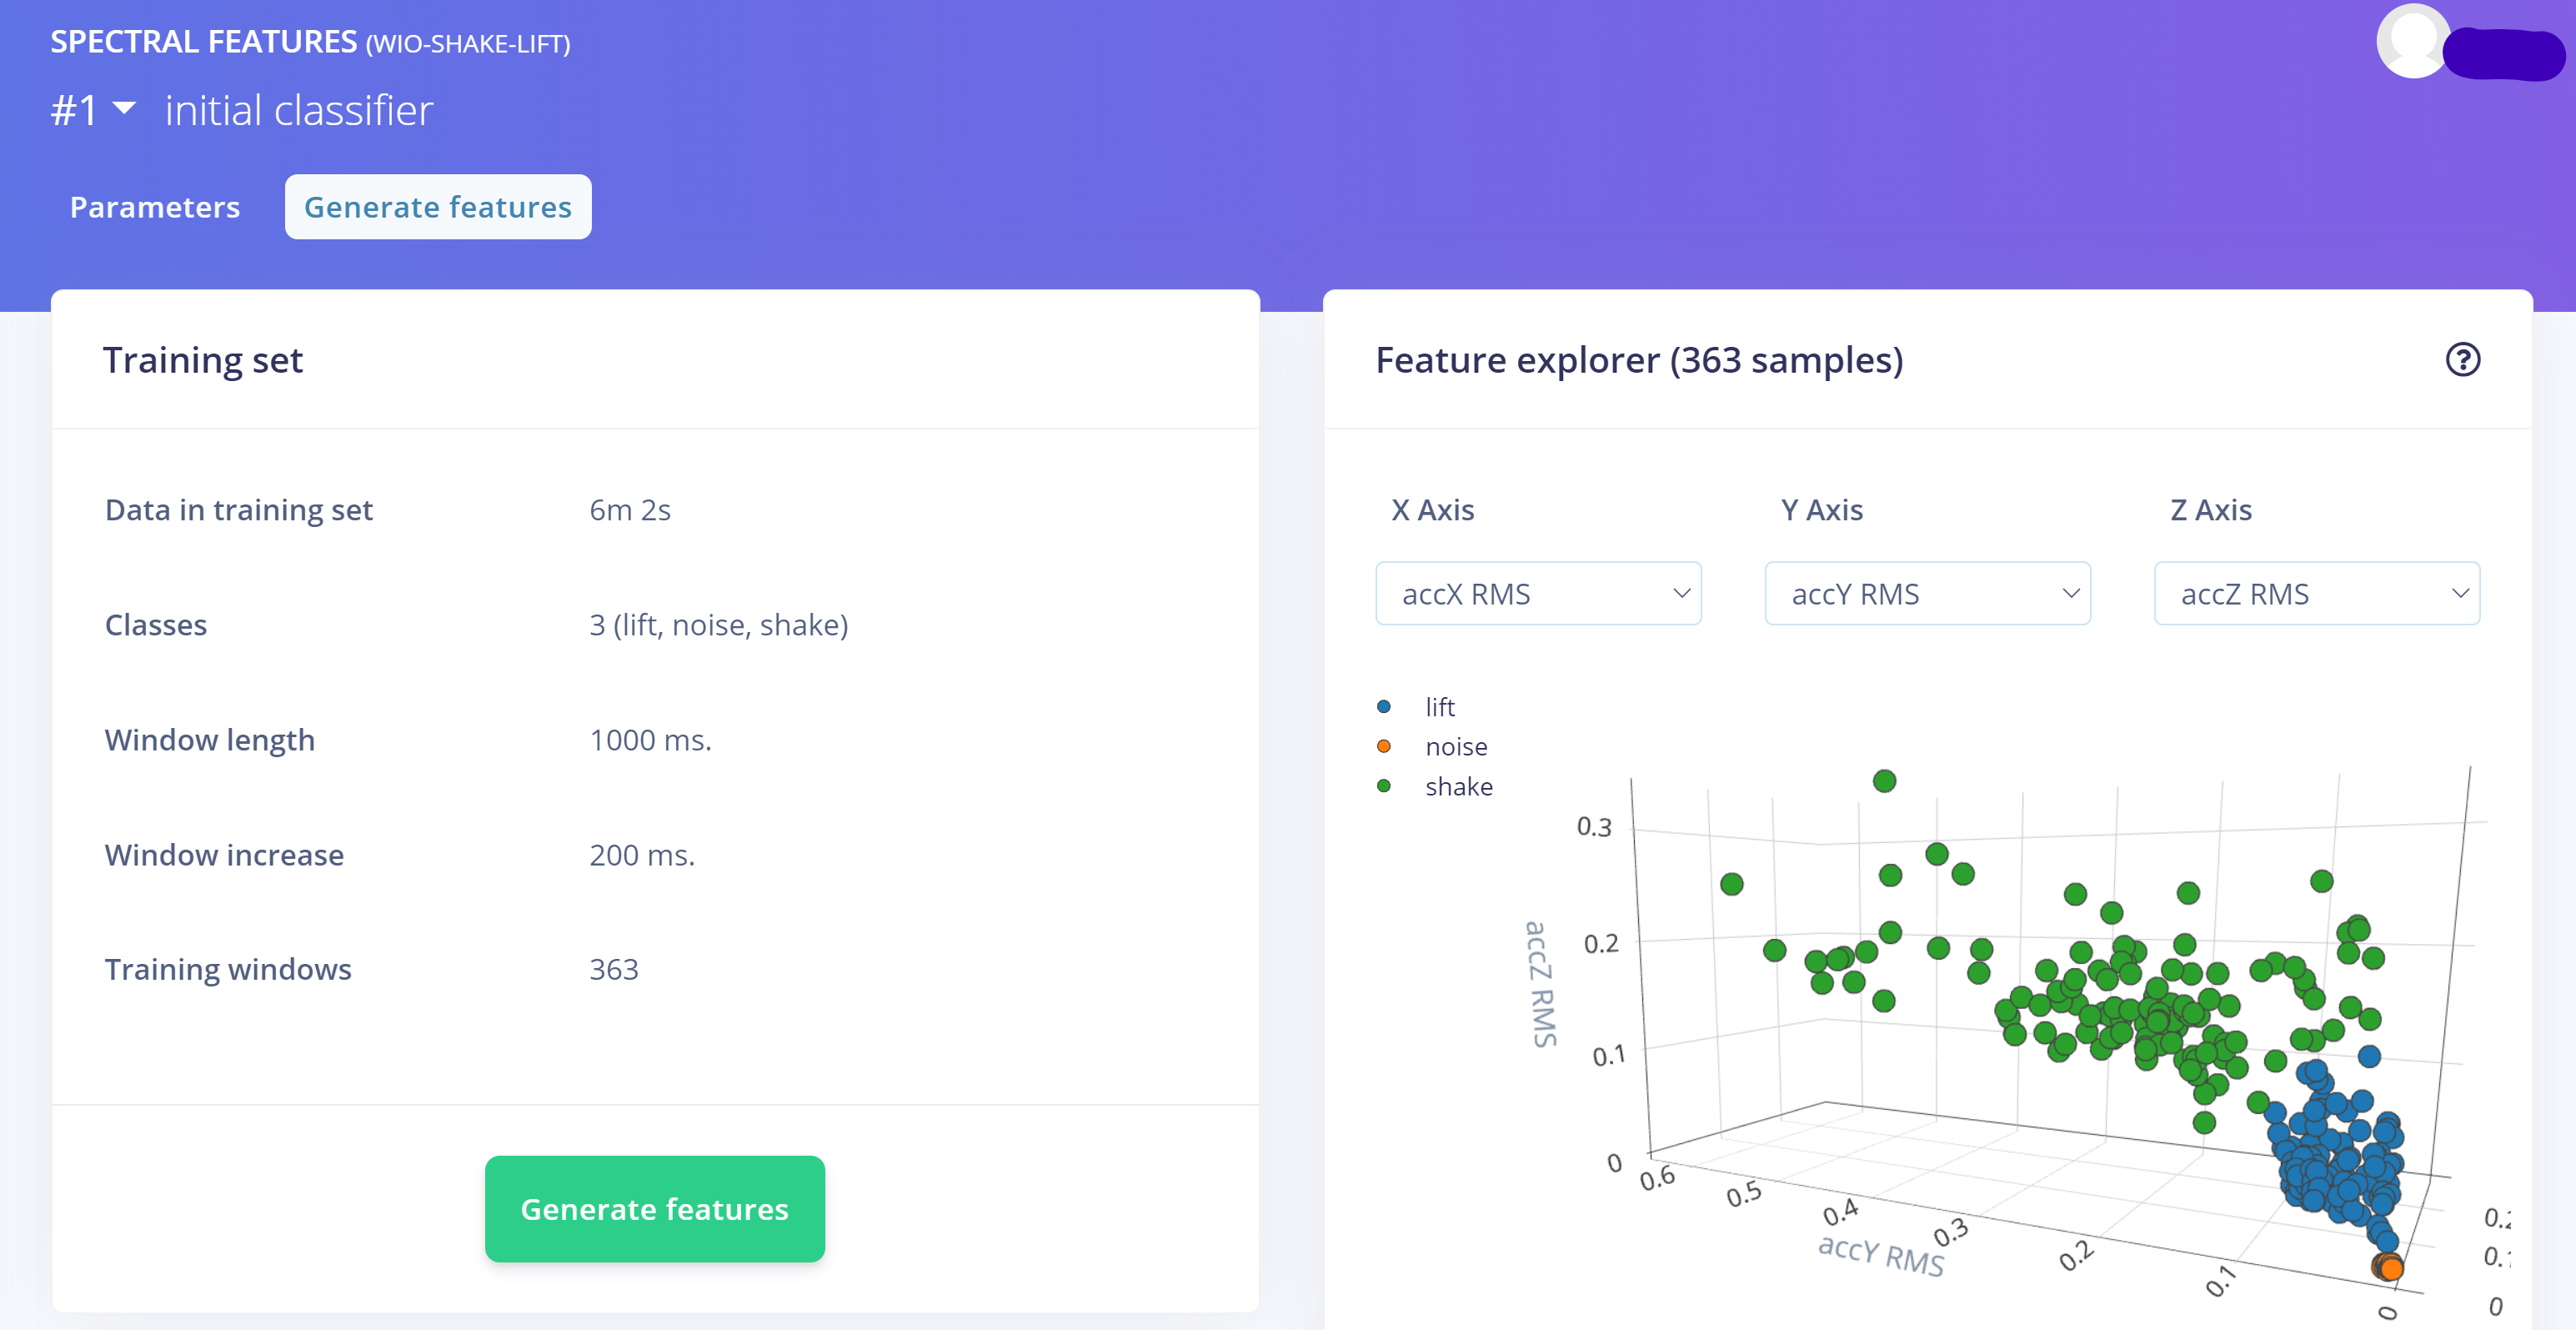 SPECTRAL FEATURES (WIO-SHAKE-LIFT)
#1 initial classifier
Parameters Generate features
Training set
Data in training set 6m 2s
Classes 3 (lift, noise, shake)
Window length 1000 ms.
Window increase 200 ms.
Training windows 363
Generate features
Feature explorer (363 samples)
?
X Axis Y Axis Z Axis
accX RMS accY RMS accZ RMS
lift
noise
shake
0.3
0.2
0.1
0
accZ RMS
0.6
0.5
0.4
0.3
0.2
0.1
0
accY RMS
0